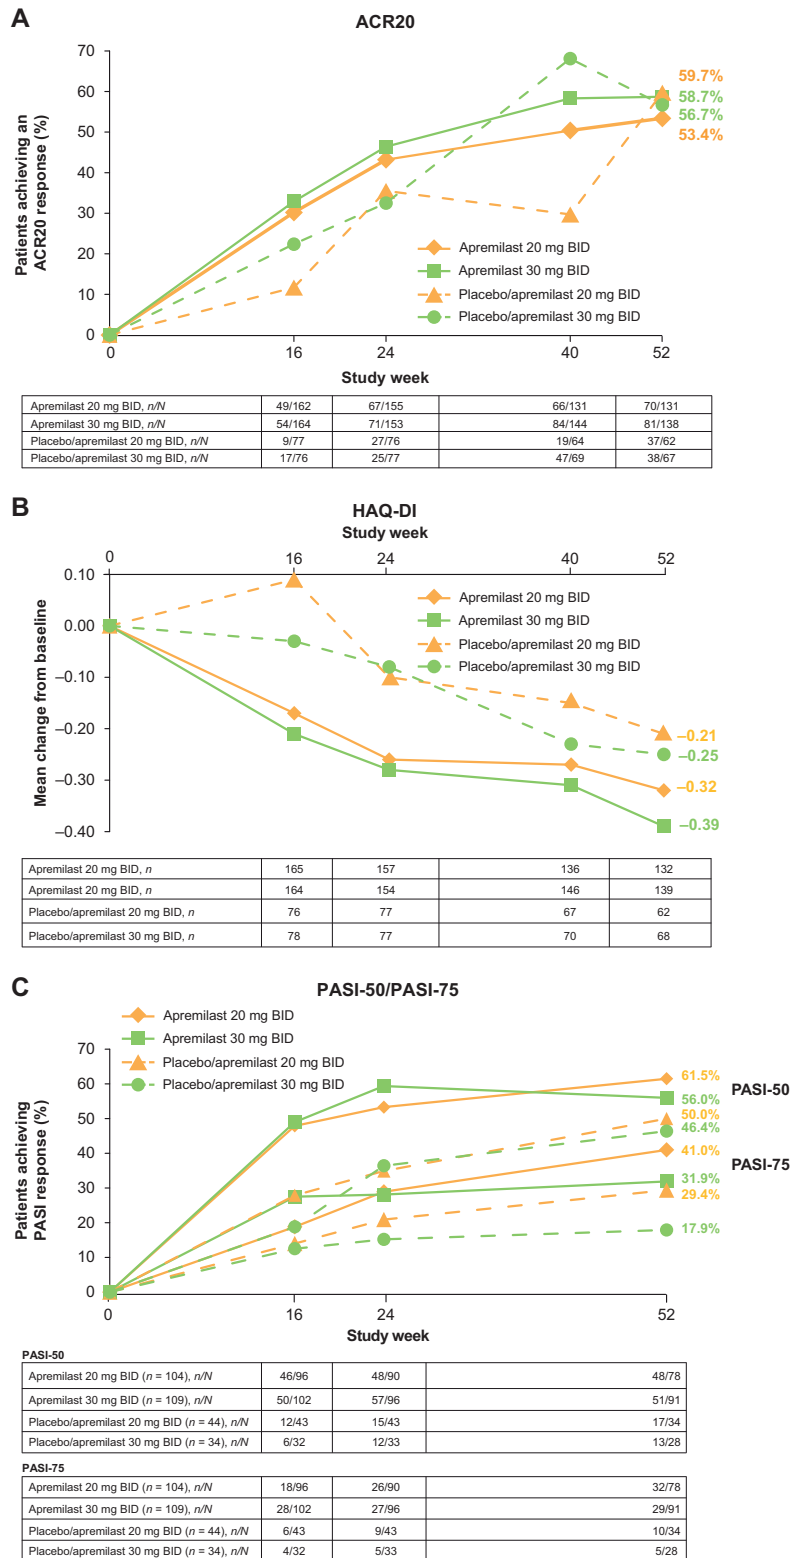 A
ACR20
Patients achieving an
ACR20 response (%)
70
60
50
40
30
20
10
0
59.7%
58.7%
56.7%
53.4%
Apremilast 20 mg BID
Apremilast 30 mg BID
Placebo/apremilast 20 mg BID
Placebo/apremilast 30 mg BID
0 16 24 40 52
Study week
Apremilast 20 mg BID, n/N 49/162 67/155 66/131 70/131
Apremilast 30 mg BID, n/N 54/164 71/153 84/144 81/138
Placebo/apremilast 20 mg BID, n/N 9/77 27/76 19/64 37/62
Placebo/apremilast 30 mg BID, n/N 17/76 25/77 47/69 38/67
B
HAQ-DI
Study week
0 16 24 40 52
Mean change from baseline
0.10
0.00
–0.10
–0.20
–0.30
–0.40
Apremilast 20 mg BID
Apremilast 30 mg BID
Placebo/apremilast 20 mg BID
Placebo/apremilast 30 mg BID
–0.21
–0.25
–0.32
–0.39
Apremilast 20 mg BID, n 165 157 136 132
Apremilast 20 mg BID, n 164 154 146 139
Placebo/apremilast 20 mg BID, n 76 77 67 62
Placebo/apremilast 30 mg BID, n 78 77 70 68
C
PASI-50/PASI-75
Apremilast 20 mg BID
Apremilast 30 mg BID
Placebo/apremilast 20 mg BID
Placebo/apremilast 30 mg BID
Patients achieving
PASI response (%)
70
60
50
40
30
20
10
0
61.5%
56.0%
50.0%
46.4%
41.0%
31.9%
29.4%
17.9%
PASI-50
PASI-75
0 16 24 52
Study week
PASI-50
Apremilast 20 mg BID (n = 104), n/N 46/96 48/90 48/78
Apremilast 30 mg BID (n = 109), n/N 50/102 57/96 51/91
Placebo/apremilast 20 mg BID (n = 44), n/N 12/43 15/43 17/34
Placebo/apremilast 30 mg BID (n = 34), n/N 6/32 12/33 13/28
PASI-75
Apremilast 20 mg BID (n = 104), n/N 18/96 26/90 32/78
Apremilast 30 mg BID (n = 109), n/N 28/102 27/96 29/91
Placebo/apremilast 20 mg BID (n = 44), n/N 6/43 9/43 10/34
Placebo/apremilast 30 mg BID (n = 34), n/N 4/32 5/33 5/28